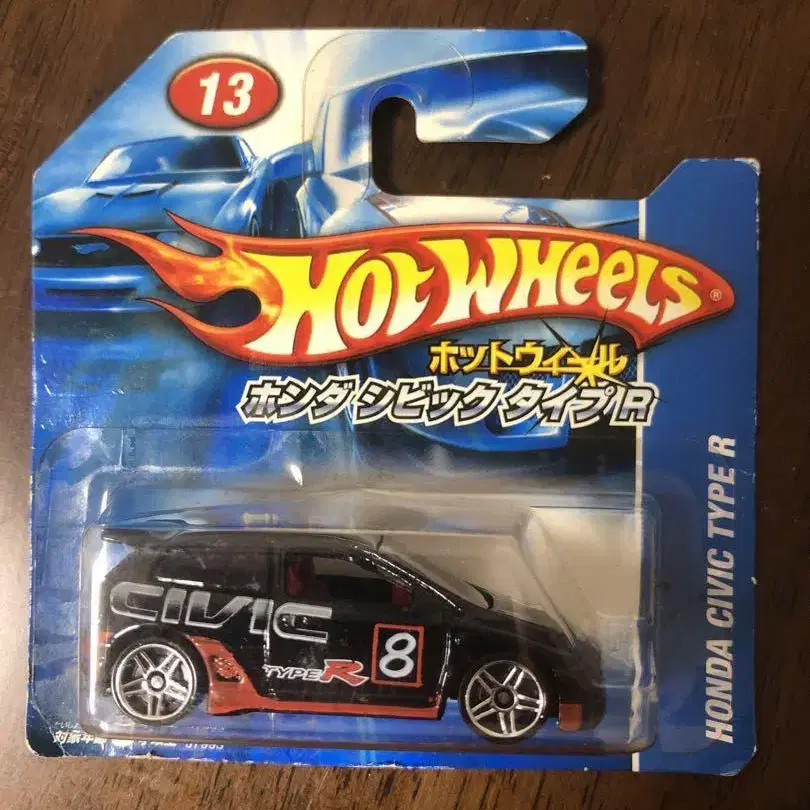 13
HOT WHEELS®
ホットウィール
ホンダ シビック タイプR
HONDA CIVIC TYPE R
CIVIC
TYPE R
8